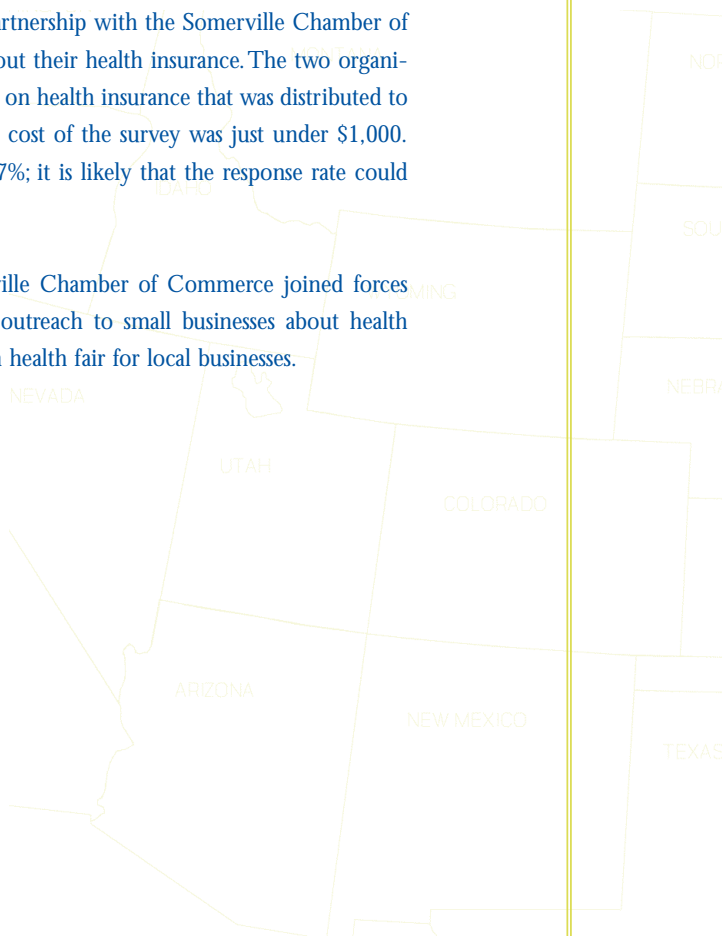 artnership with the Somerville Chamber of
out their health insurance. The two organi-
on health insurance that was distributed to
cost of the survey was just under $1,000.
7%; it is likely that the response rate could
ville Chamber of Commerce joined forces
outreach to small businesses about health
health fair for local businesses.
NOR
IDAHO
SOU
MING
NEBRA
NEVADA
UTAH
COLORADO
ARIZONA
NEW MEXICO
TEXAS